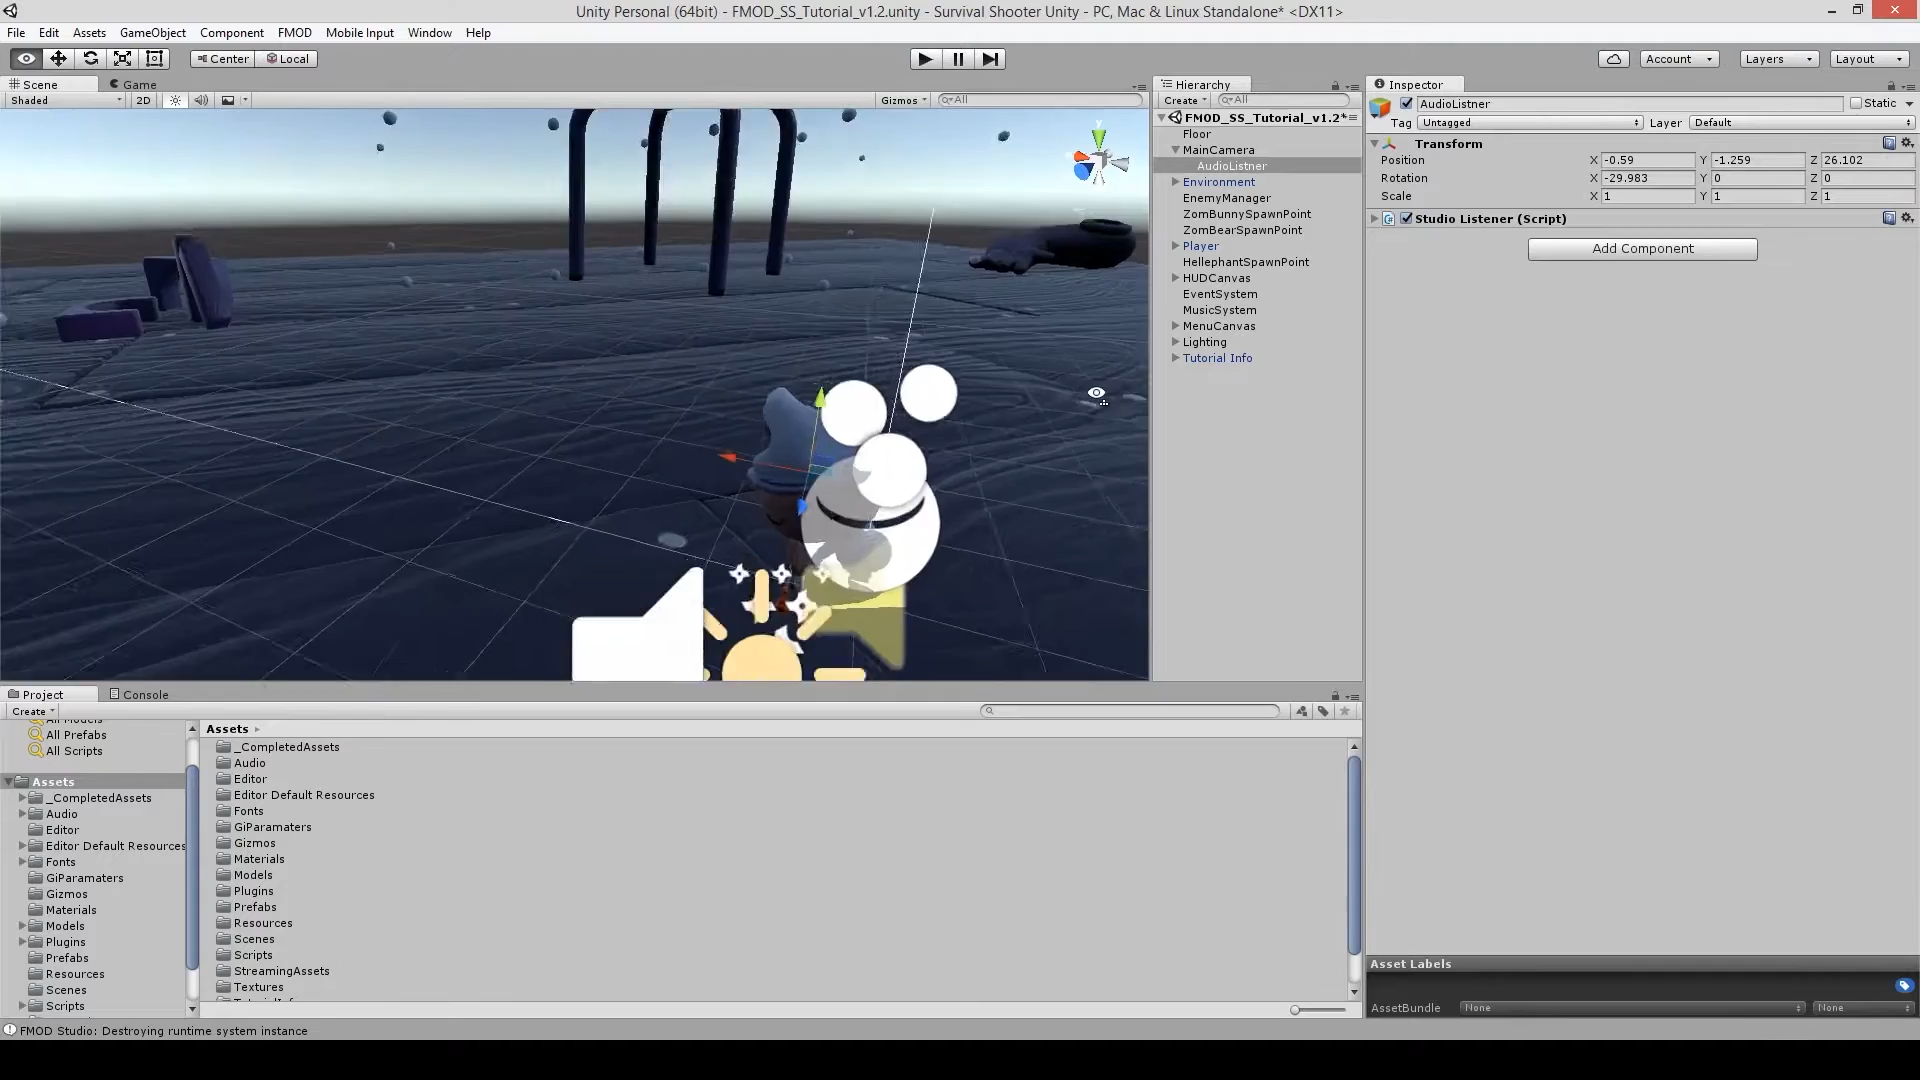 Unity Personal (64bit) - FMOD_SS_Tutorial_v1.2.unity - Survival Shooter Unity - PC, Mac & Linux Standalone* <DX11>
File Edit Assets GameObject Component FMOD Mobile Input Window Help
Center Local Account Layers Layout
Scene Game
Shaded 2D Gizmos All
y
Hierarchy
Create All
FMOD_SS_Tutorial_v1.2*
Floor
MainCamera
AudioListner
Environment
EnemyManager
ZomBunnySpawnPoint
ZomBearSpawnPoint
Player
HellephantSpawnPoint
HUDCanvas
EventSystem
MusicSystem
MenuCanvas
Lighting
Tutorial Info
Inspector
AudioListner Static
Tag Untagged Layer Default
Transform
Position X -0.59 Y -1.259 Z 26.102
Rotation X -29.983 Y 0 Z 0
Scale X 1 Y 1 Z 1
Studio Listener (Script)
Add Component
Project Console
Create
All Models
All Prefabs
All Scripts
Assets
_CompletedAssets
Audio
Editor
Editor Default Resources
Fonts
GiParamaters
Gizmos
Materials
Models
Plugins
Prefabs
Resources
Scenes
Scripts
Assets
_CompletedAssets
Audio
Editor
Editor Default Resources
Fonts
GiParamaters
Gizmos
Materials
Models
Plugins
Prefabs
Resources
Scenes
Scripts
StreamingAssets
Textures
Asset Labels
AssetBundle None None
FMOD Studio: Destroying runtime system instance